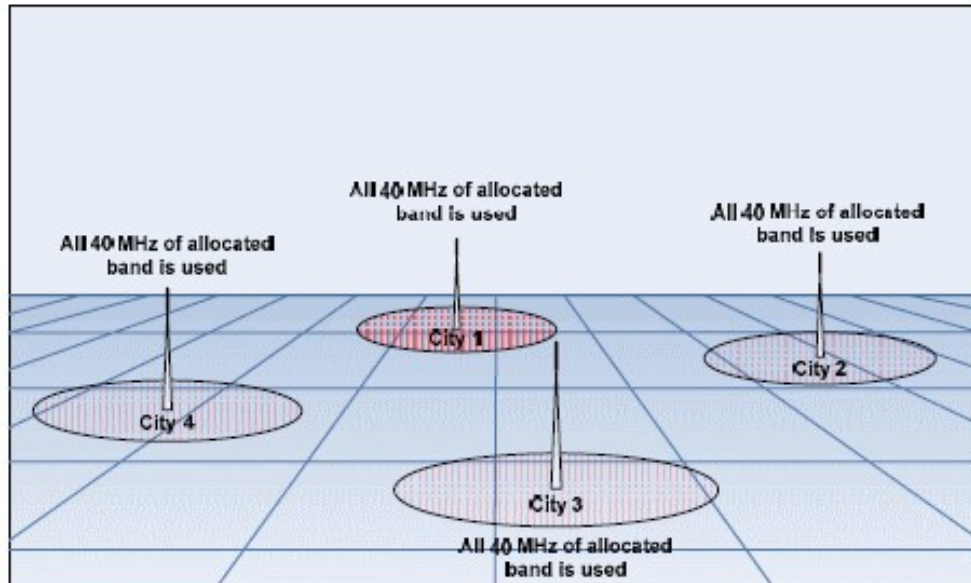 All 40 MHz of allocated
band is used
All 40 MHz of allocated
band is used
All 40 MHz of allocated
band is used
City 1
City 2
City 4
City 3
All 40 MHz of allocated
band is used